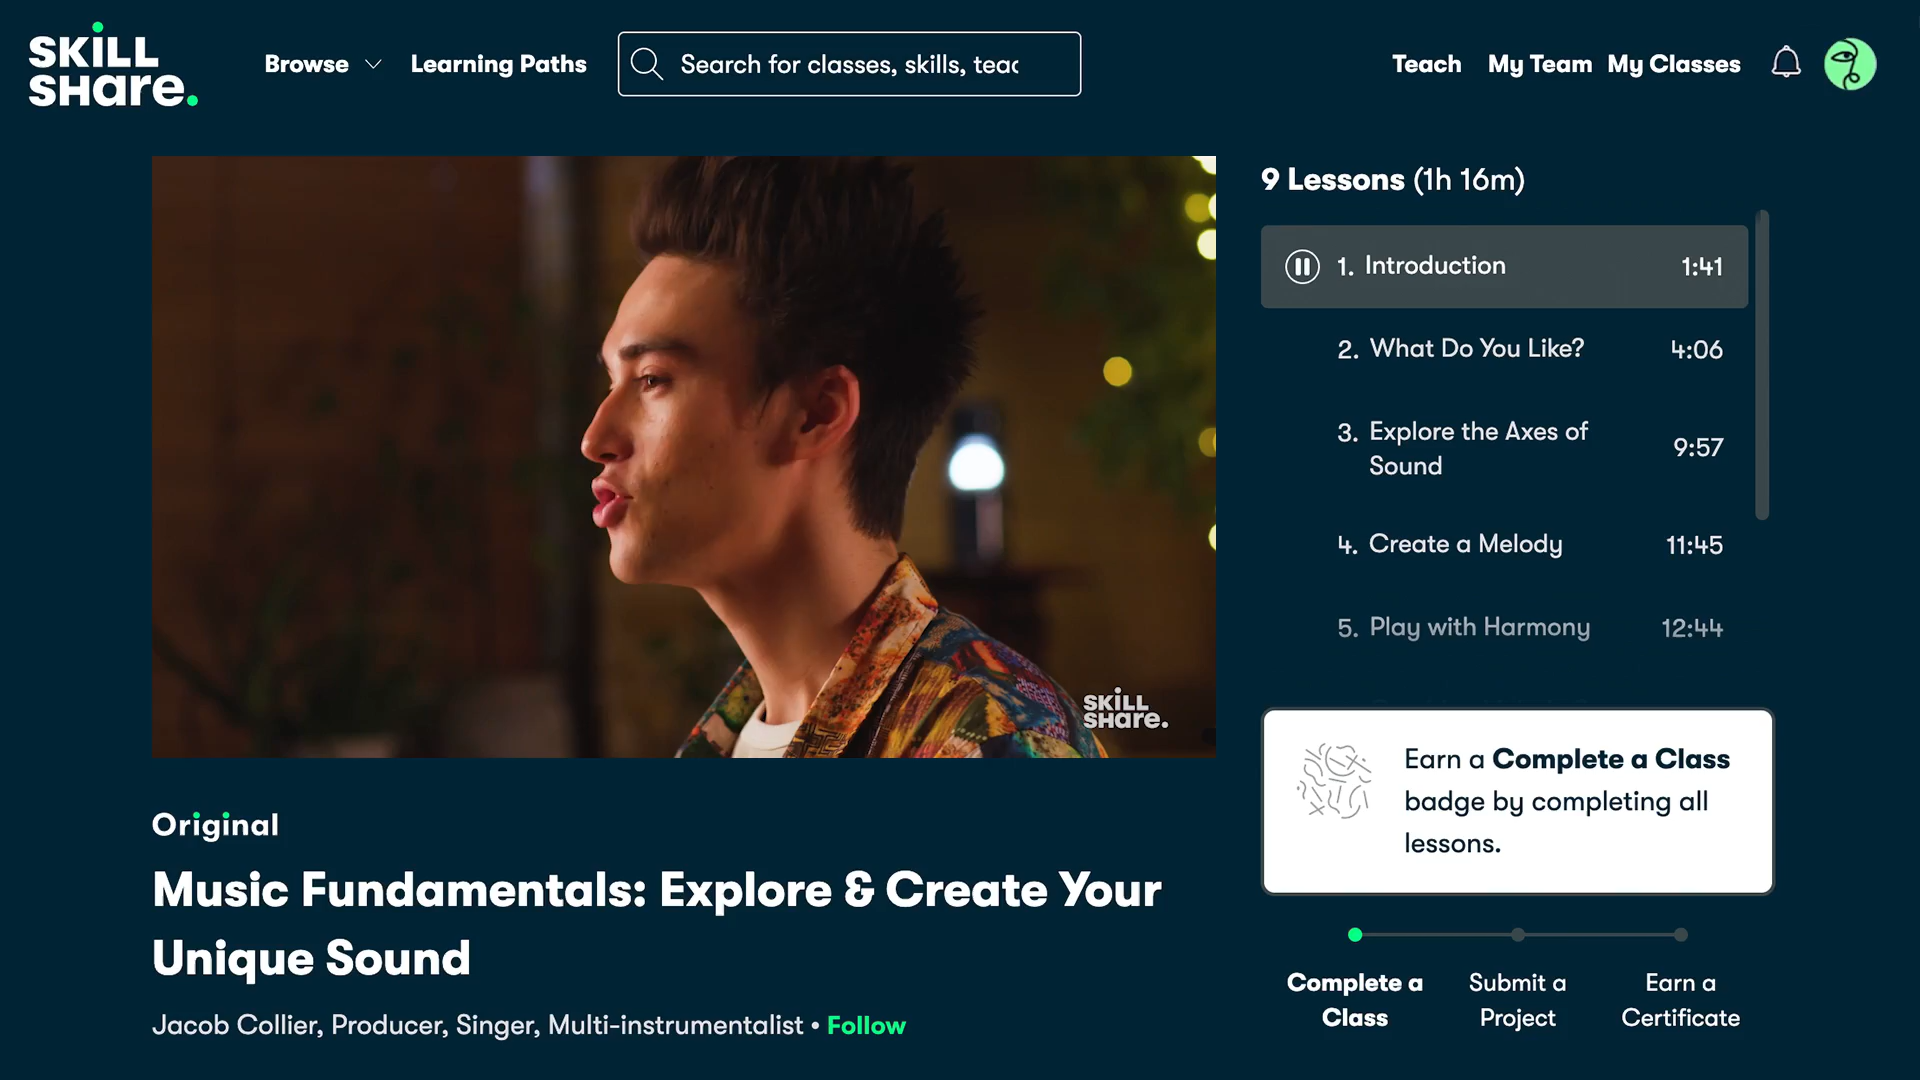 SKILL
SHare.
Browse
Learning Paths
Search for classes, skills, teac
Teach
My Team
My Classes
9 Lessons (1h 16m)
1. Introduction 1:41
2. What Do You Like? 4:06
3. Explore the Axes of
Sound
9:57
4. Create a Melody 11:45
5. Play with Harmony 12:44
SKILL
SHare.
Earn a Complete a Class
badge by completing all
lessons.
Complete a
Class
Submit a
Project
Earn a
Certificate
Original
Music Fundamentals: Explore & Create Your
Unique Sound
Jacob Collier, Producer, Singer, Multi-instrumentalist • Follow